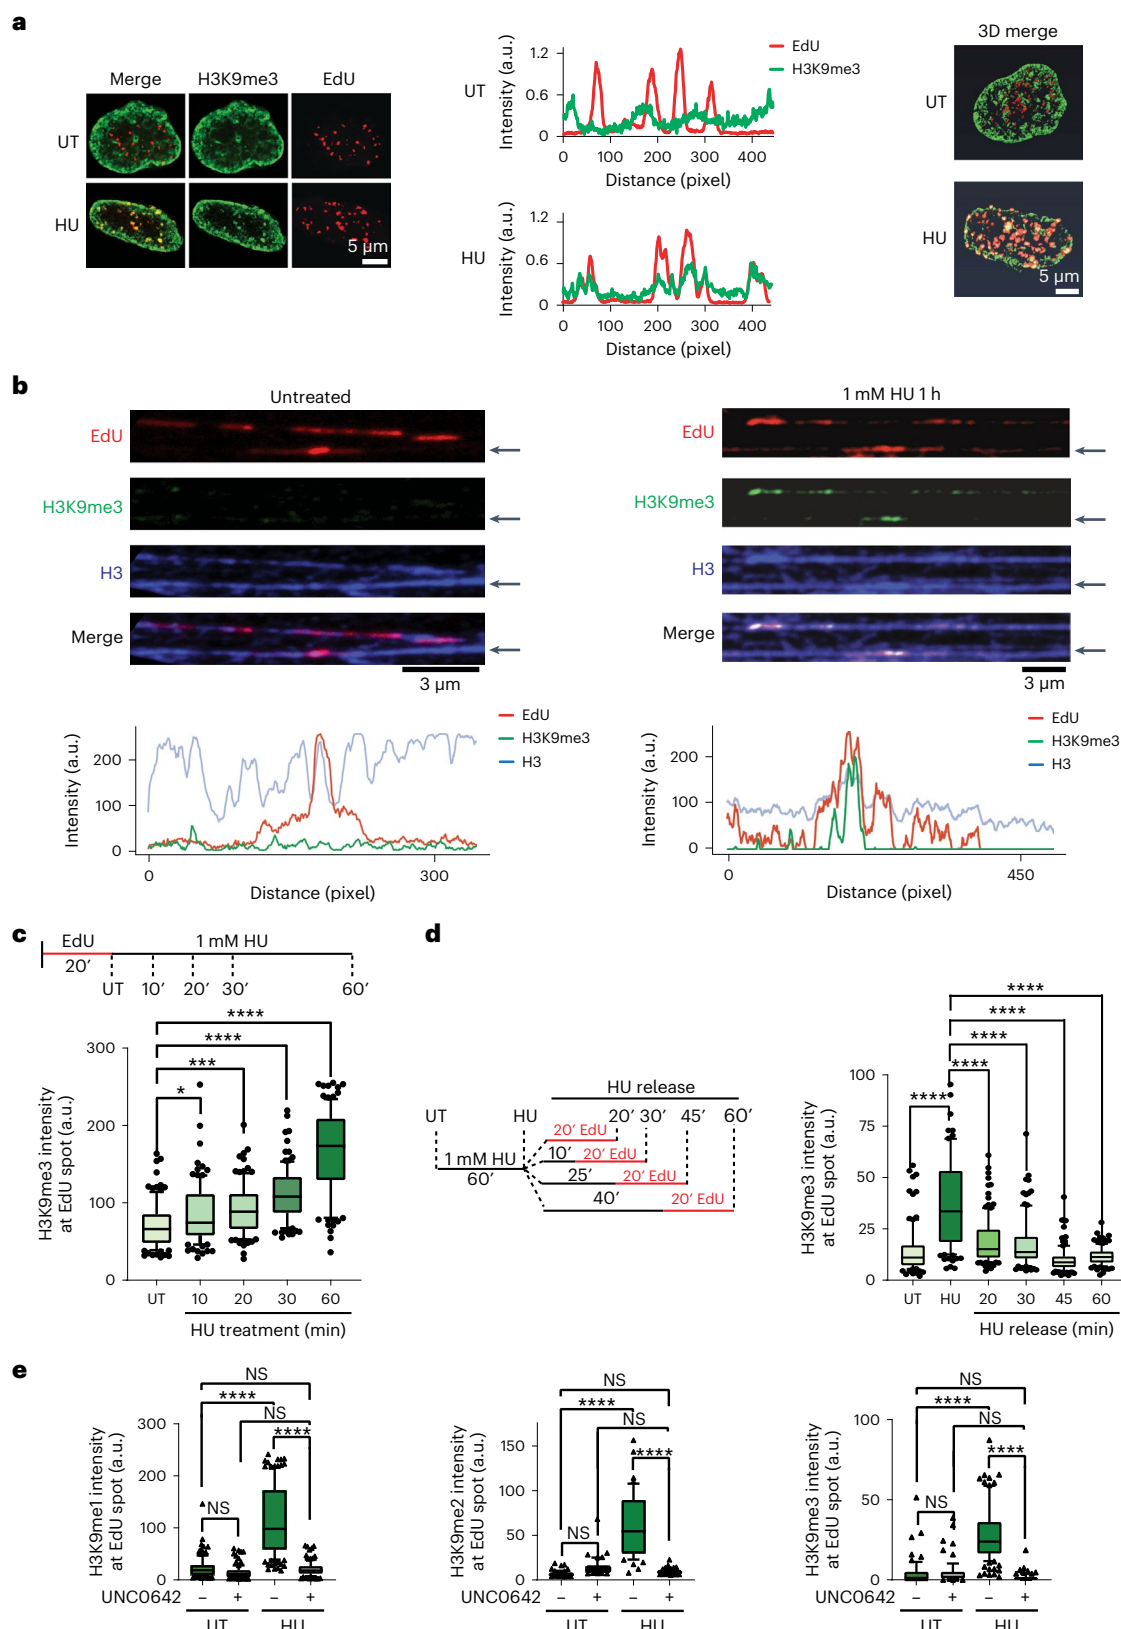 a
Merge H3K9me3 EdU
UT
HU
5 µm
Intensity (a.u.)
1.2
0.6
0
UT
EdU
H3K9me3
0 100 200 300 400
Distance (pixel)
Intensity (a.u.)
1.2
0.6
0
HU
0 100 200 300 400
Distance (pixel)
3D merge
UT
HU
5 µm
b
Untreated
EdU
H3K9me3
H3
Merge
3 µm
1 mM HU 1 h
EdU
H3K9me3
H3
Merge
3 µm
Intensity (a.u.)
200
100
0
0 300
Distance (pixel)
EdU
H3K9me3
H3
Intensity (a.u.)
200
100
0
0 450
Distance (pixel)
EdU
H3K9me3
H3
c
EdU 1 mM HU
20′
UT 10′ 20′ 30′ 60′
H3K9me3 intensity
at EdU spot (a.u.)
300
200
100
0
****
****
***
*
UT 10 20 30 60
HU treatment (min)
d
HU release
UT HU 20′ 30′ 45′ 60′
20′ EdU
1 mM HU 10′ 20′ EdU
60′ 25′ 20′ EdU
40′ 20′ EdU
H3K9me3 intensity
at EdU spot (a.u.)
100
75
50
25
0
****
****
****
****
****
UT HU 20 30 45 60
HU release (min)
e
H3K9me1 intensity
at EdU spot (a.u.)
300
200
100
0
NS
****
NS
****
NS
UNC0642 – + – +
UT HU
H3K9me2 intensity
at EdU spot (a.u.)
150
100
50
0
NS
****
NS
****
NS
UNC0642 – + – +
UT HU
H3K9me3 intensity
at EdU spot (a.u.)
100
50
0
NS
****
NS
****
NS
UNC0642 – + – +
UT HU